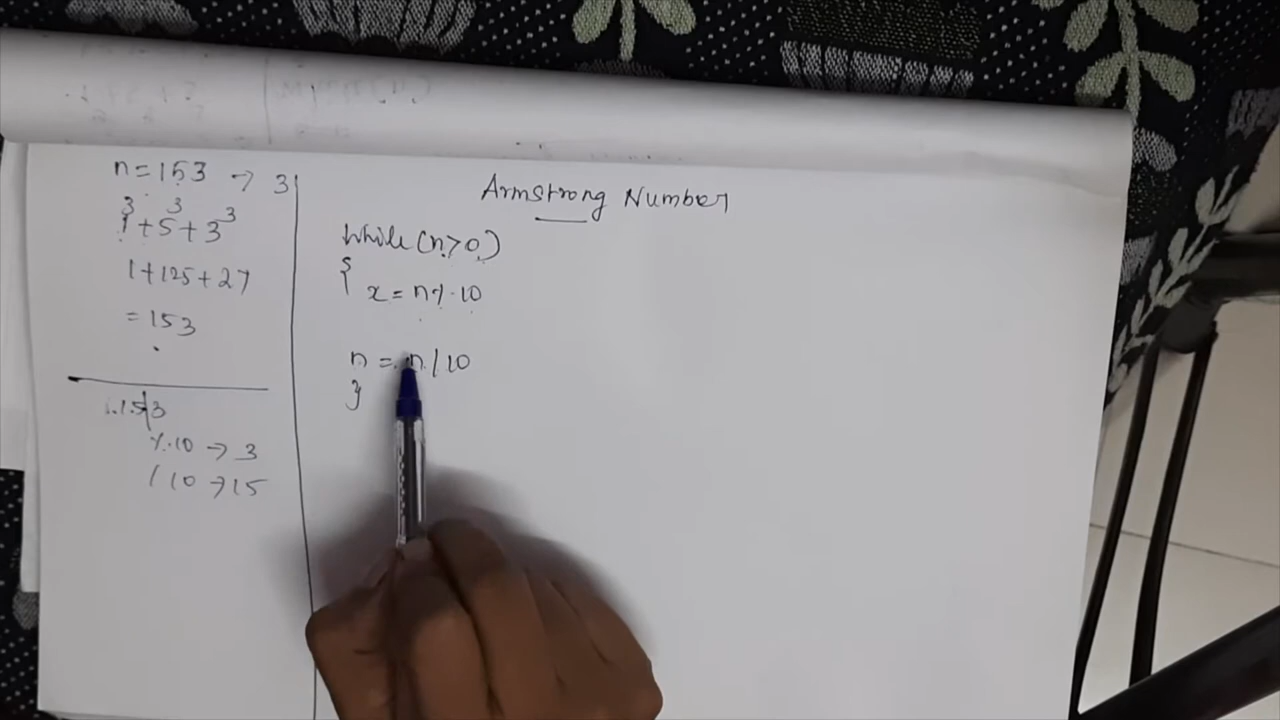 Armstrong Number
n=153 → 3
1³+5³+3³
1+125+27
=153
153
%10 → 3
/10 → 15
while(n>0)
{
x=n%10
n=n/10
}